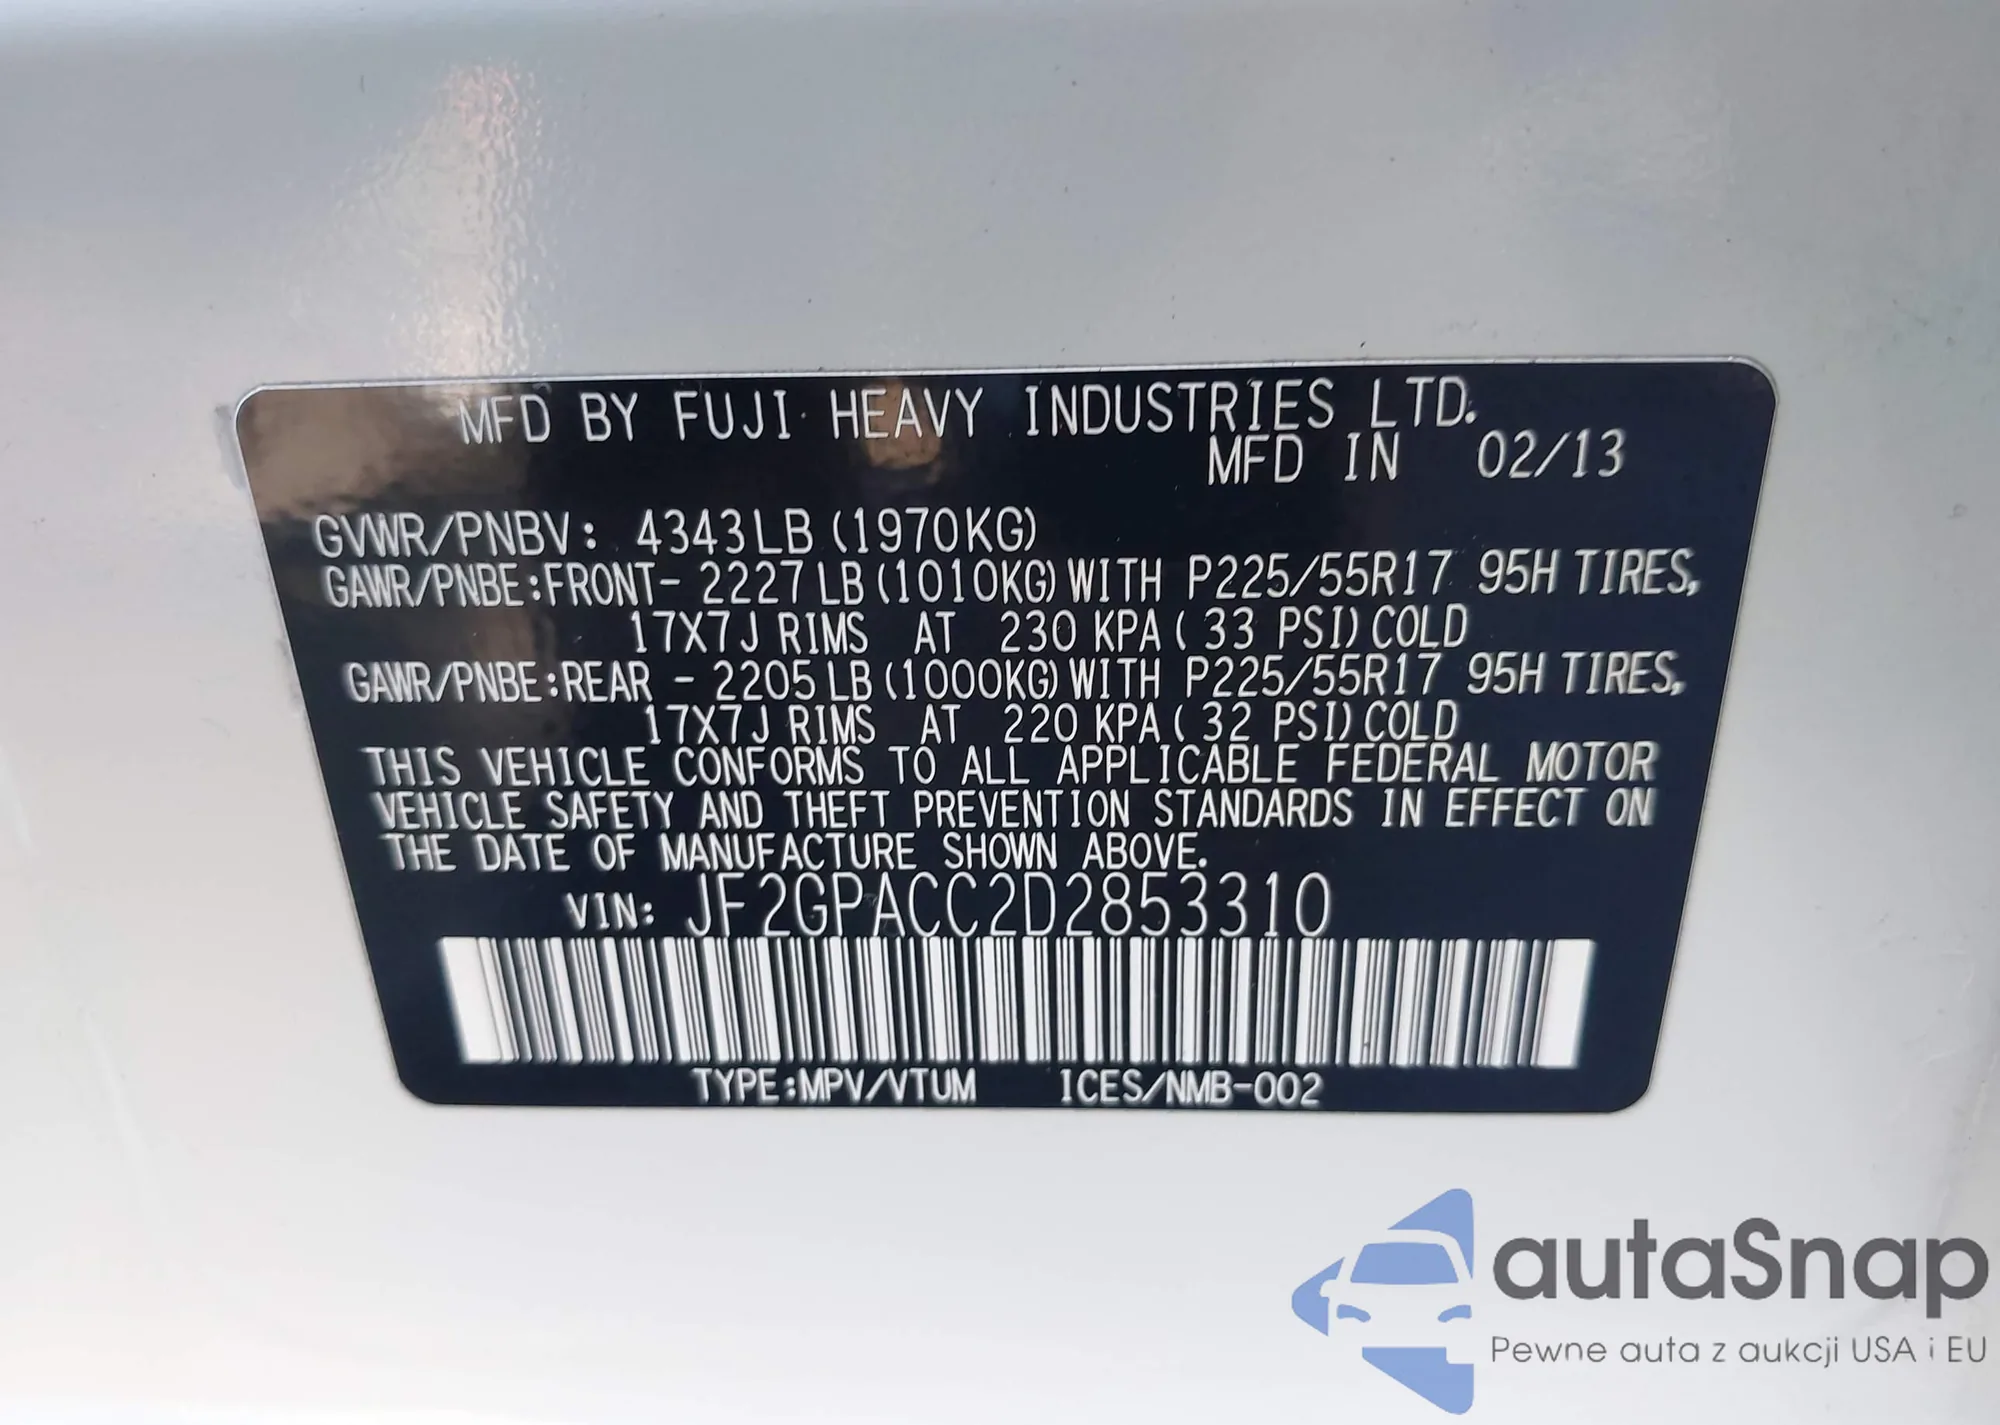 MFD BY FUJI HEAVY INDUSTRIES LTD.
MFD IN 02/13
GVWR/PNBV: 4343LB (1970KG)
GAWR/PNBE:FRONT- 2227LB (1010KG) WITH P225/55R17 95H TIRES,
17X7J RIMS AT 230 KPA ( 33 PSI) COLD
GAWR/PNBE:REAR - 2205LB (1000KG) WITH P225/55R17 95H TIRES,
17X7J RIMS AT 220 KPA ( 32 PSI) COLD
THIS VEHICLE CONFORMS TO ALL APPLICABLE FEDERAL MOTOR
VEHICLE SAFETY AND THEFT PREVENTION STANDARDS IN EFFECT ON
THE DATE OF MANUFACTURE SHOWN ABOVE.
VIN: JF2GPACC2D2853310
TYPE:MPV/VTUM ICES/NMB-002
autaSnap
Pewne auta z aukcji USA i EU